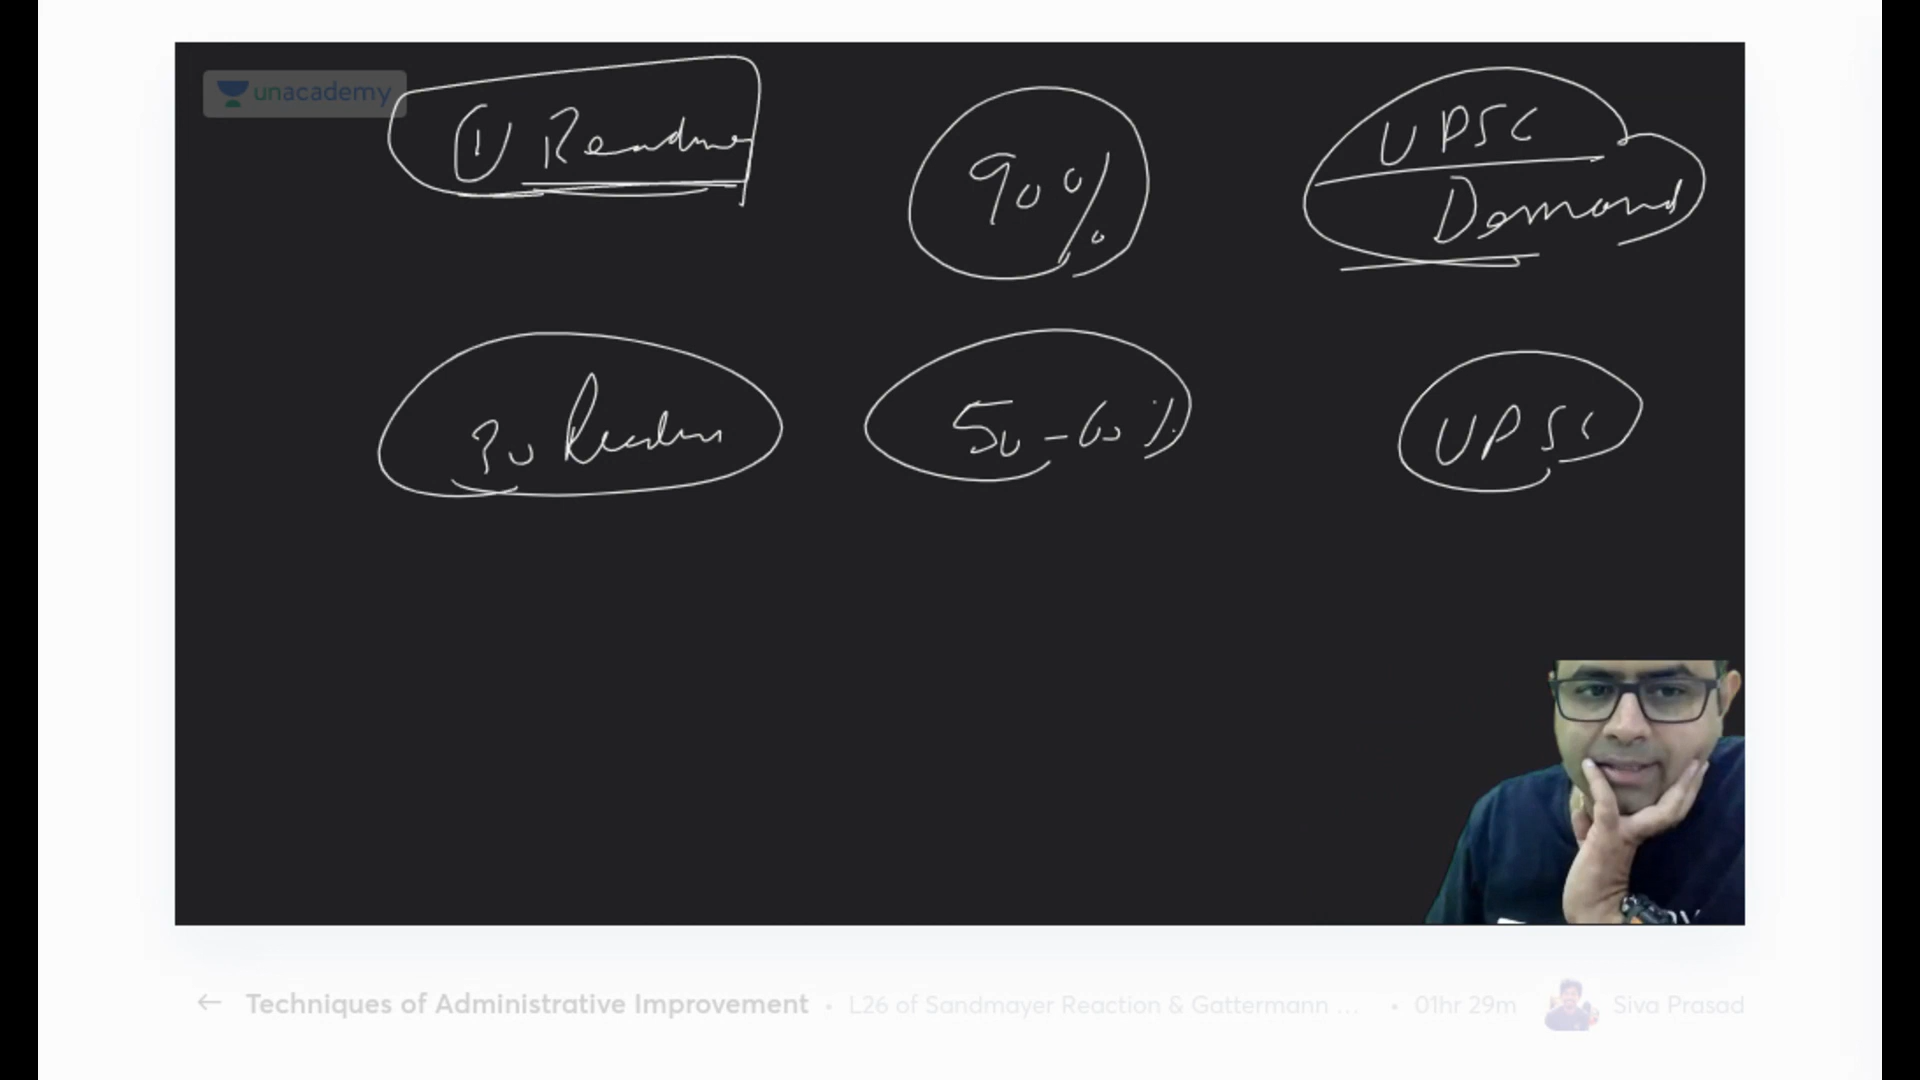 unacademy
① Reading
90%
UPSC
Demand
30 Reading
50-60%
UPSC
← Techniques of Administrative Improvement • L26 of Sandmayer Reaction & Gattermann ... • 01hr 29m Siva Prasad